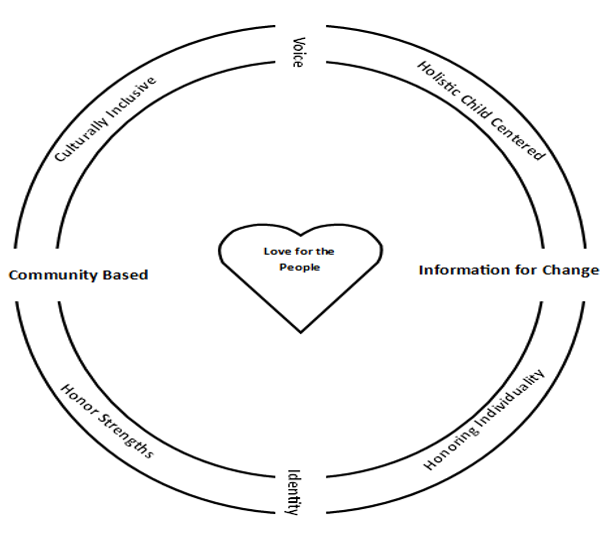 Voice
Culturally Inclusive
Holistic Child Centered
Love for the
People
Community Based
Information for Change
Honor Strengths
Honoring Individuality
Identity